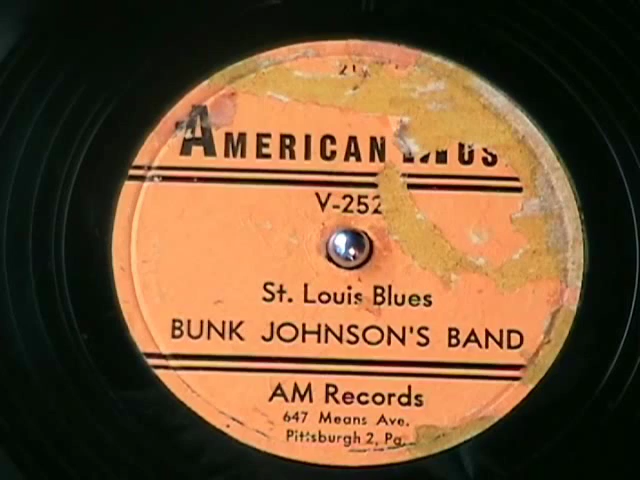 AMERICAN
V-252
St. Louis Blues
BUNK JOHNSON'S BAND
AM Records
647 Means Ave.
Pittsburgh 2, Pa.